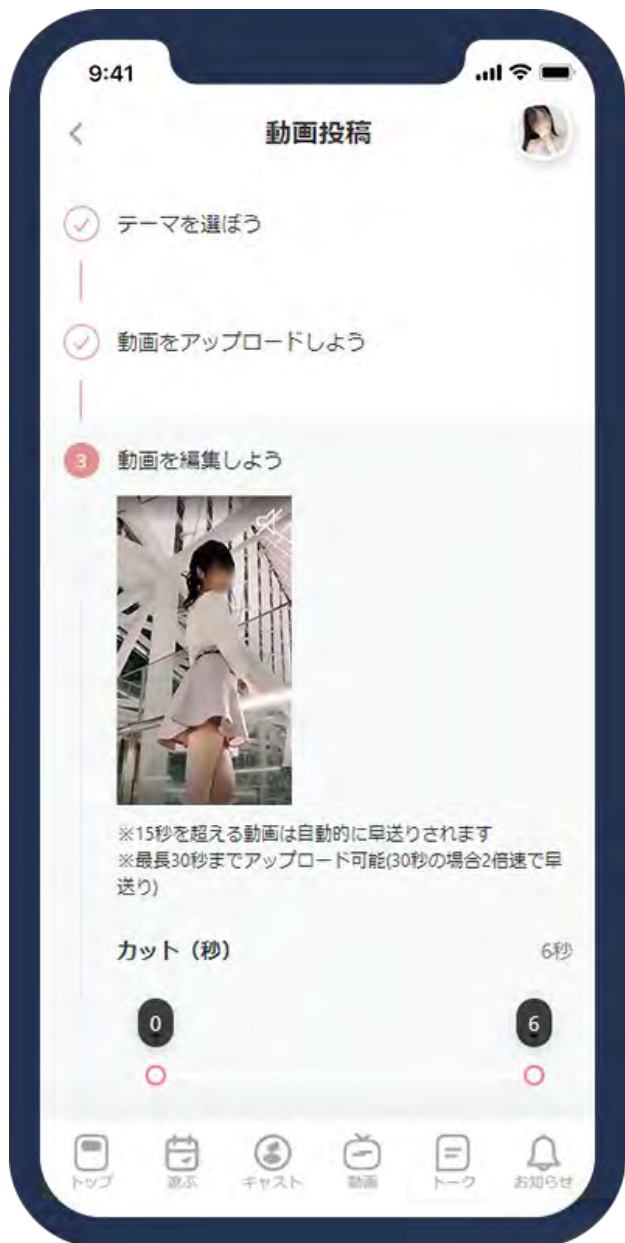 9:41
動画投稿
テーマを選ぼう
動画をアップロードしよう
3
動画を編集しよう
※15秒を超える動画は自動的に早送りされます
※最長30秒までアップロード可能(30秒の場合2倍速で早
送り)
カット（秒）
6秒
0
6
トップ
遊ぶ
キャスト
動画
トーク
お知らせ